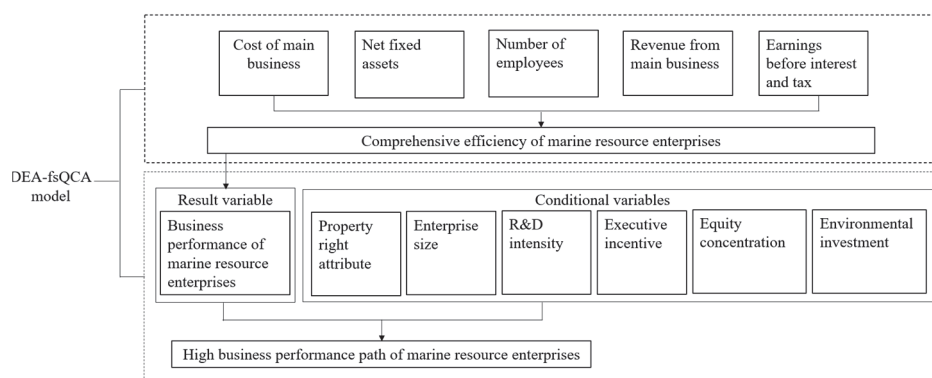 Cost of main
business
Net fixed
assets
Number of
employees
Revenue from
main business
Earnings
before interest
and tax
Comprehensive efficiency of marine resource enterprises
DEA-fsQCA
model
Result variable
Business
performance of
marine resource
enterprises
Conditional variables
Property
right
attribute
Enterprise
size
R&D
intensity
Executive
incentive
Equity
concentration
Environmental
investment
High business performance path of marine resource enterprises